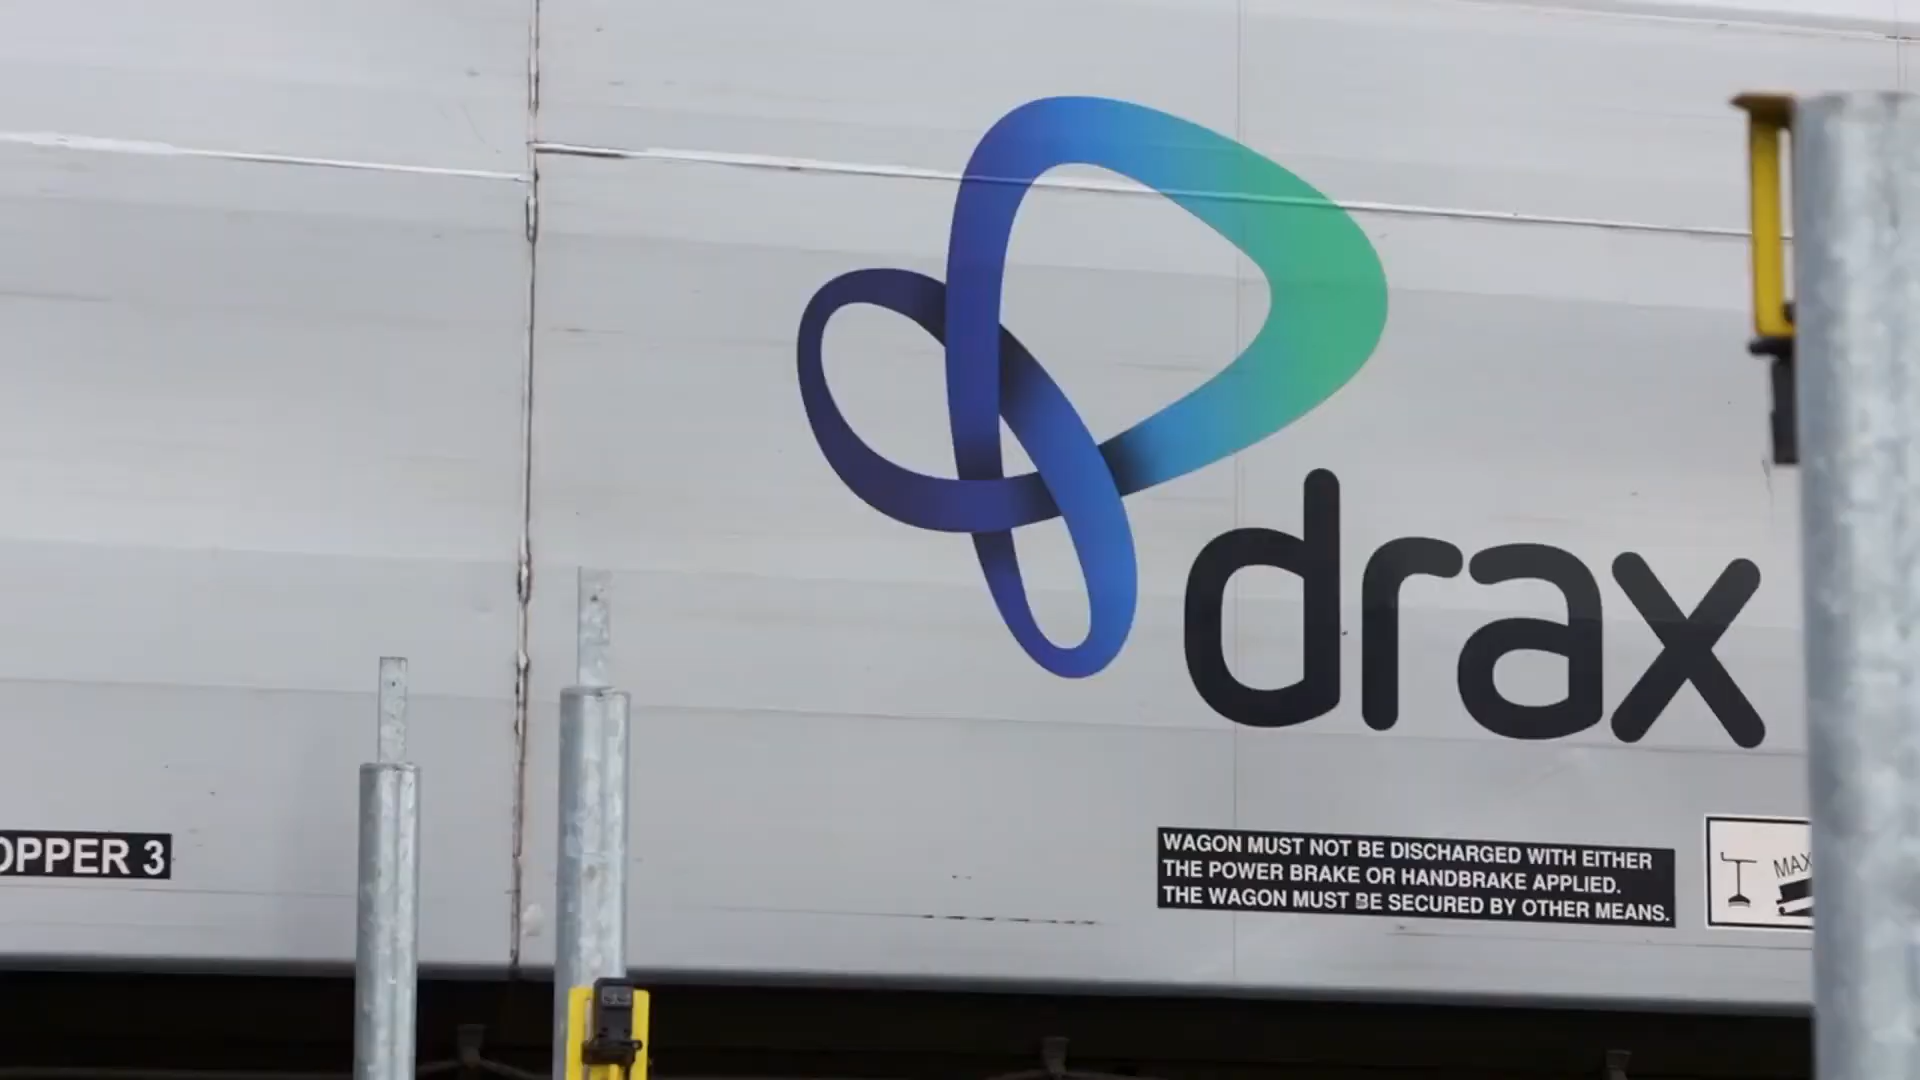 drax
OPPER 3
WAGON MUST NOT BE DISCHARGED WITH EITHER
THE POWER BRAKE OR HANDBRAKE APPLIED.
THE WAGON MUST BE SECURED BY OTHER MEANS.
MAX